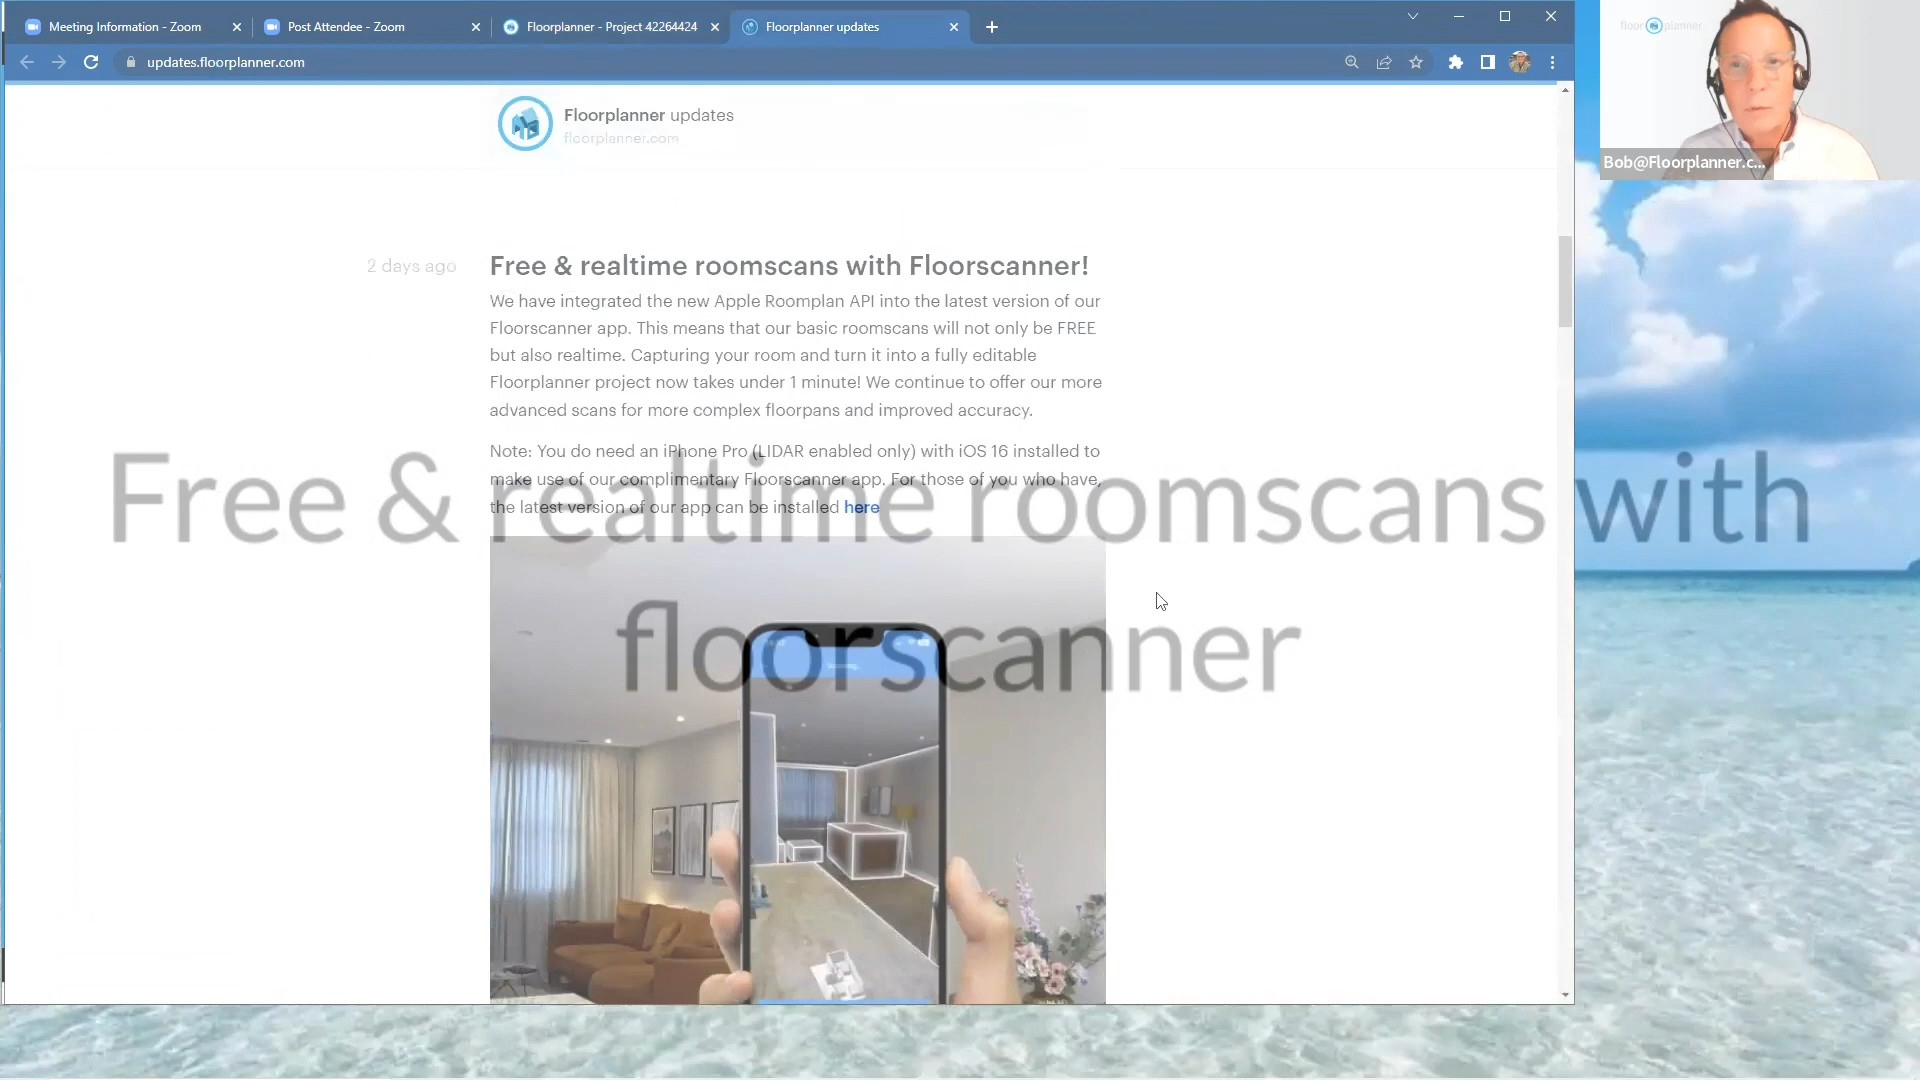 Meeting Information - Zoom
Post Attendee - Zoom
Floorplanner - Project 42264424
Floorplanner updates
updates.floorplanner.com
floor planner
Bob@Floorplanner.c...
Floorplanner updates
floorplanner.com
2 days ago
Free & realtime roomscans with Floorscanner!
We have integrated the new Apple Roomplan API into the latest version of our
Floorscanner app. This means that our basic roomscans will not only be FREE
but also realtime. Capturing your room and turn it into a fully editable
Floorplanner project now takes under 1 minute! We continue to offer our more
advanced scans for more complex floorpans and improved accuracy.
Note: You do need an iPhone Pro (LIDAR enabled only) with iOS 16 installed to
make use of our complimentary Floorscanner app. For those of you who have,
the latest version of our app can be installed here
Free & realtime roomscans with
floorscanner